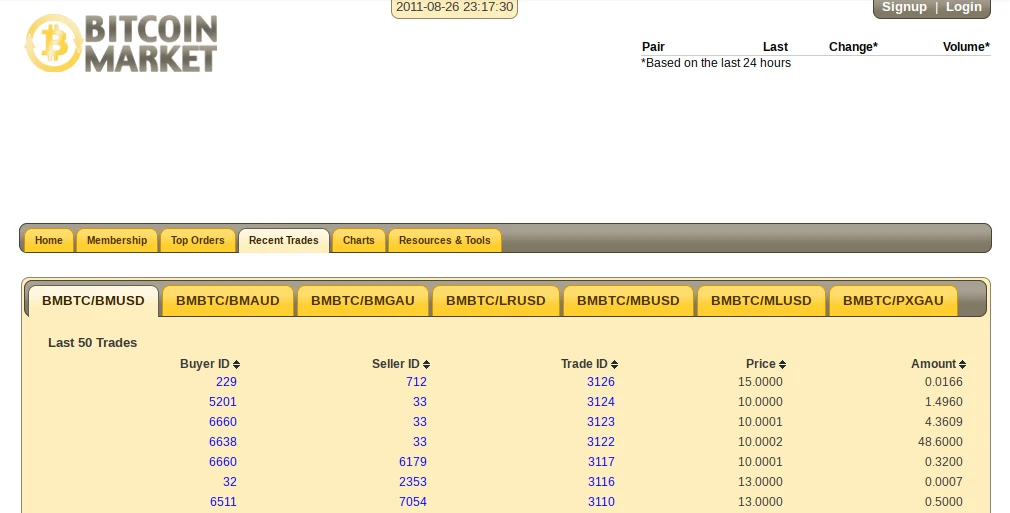 2011-08-26 23:17:30
Signup | Login
BITCOIN
MARKET
Pair Last Change* Volume*
*Based on the last 24 hours
Home Membership Top Orders Recent Trades Charts Resources & Tools
BMBTC/BMUSD BMBTC/BMAUD BMBTC/BMGAU BMBTC/LRUSD BMBTC/MBUSD BMBTC/MLUSD BMBTC/PXGAU
Last 50 Trades
Buyer ID Seller ID Trade ID Price Amount
229 712 3126 15.0000 0.0166
5201 33 3124 10.0000 1.4960
6660 33 3123 10.0001 4.3609
6638 33 3122 10.0002 48.6000
6660 6179 3117 10.0001 0.3200
32 2353 3116 13.0000 0.0007
6511 7054 3110 13.0000 0.5000